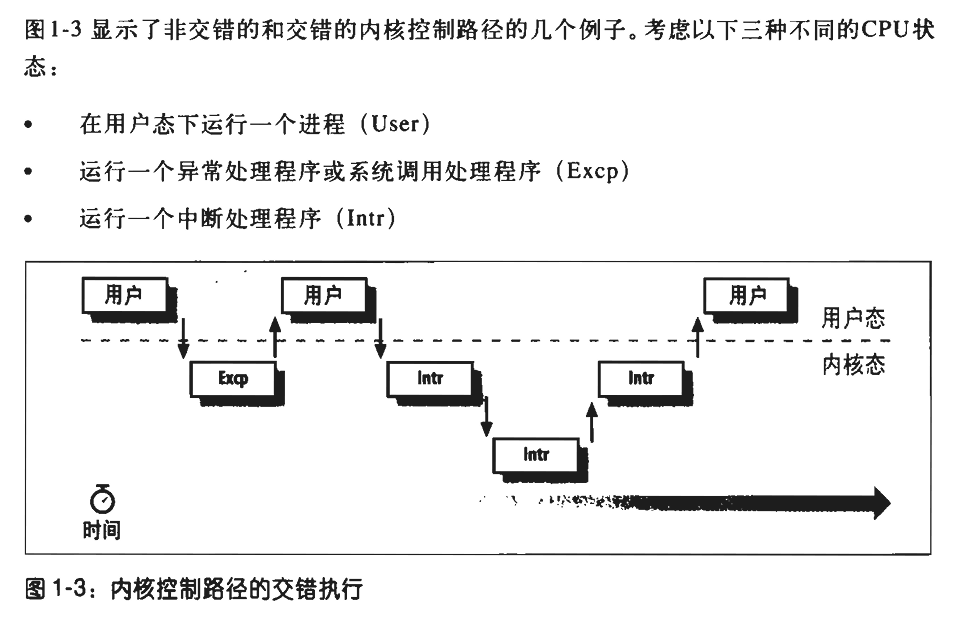 图1-3 显示了非交错的和交错的内核控制路径的几个例子。考虑以下三种不同的CPU状
态：
• 在用户态下运行一个进程（User）
• 运行一个异常处理程序或系统调用处理程序（Excp）
• 运行一个中断处理程序（Intr）
用户 用户 用户
用户态
内核态
Excp Intr Intr
Intr
时间
图 1-3：内核控制路径的交错执行